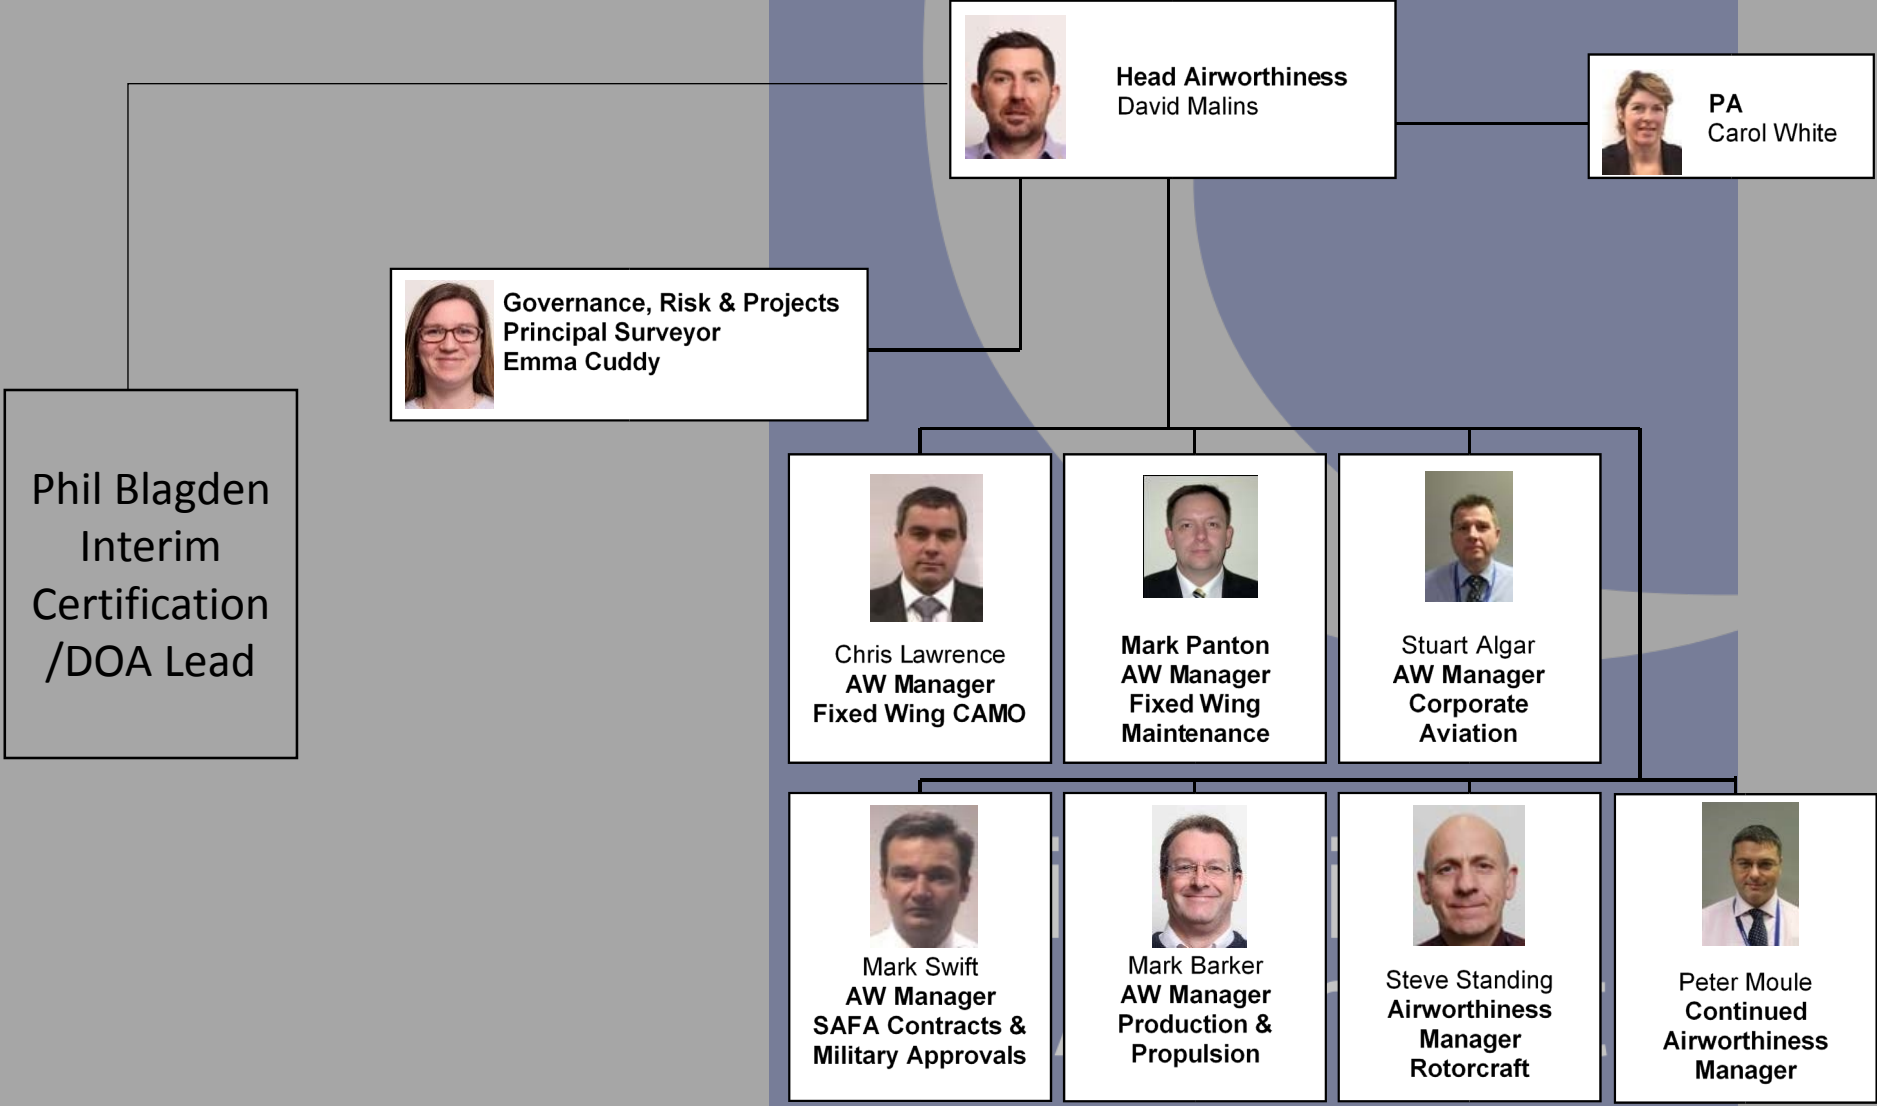 Head Airworthiness
David Malins
PA
Carol White
Governance, Risk & Projects
Principal Surveyor
Emma Cuddy
Phil Blagden
Interim
Certification
/DOA Lead
Chris Lawrence
AW Manager
Fixed Wing CAMO
Mark Panton
AW Manager
Fixed Wing
Maintenance
Stuart Algar
AW Manager
Corporate
Aviation
Mark Swift
AW Manager
SAFA Contracts &
Military Approvals
Mark Barker
AW Manager
Production &
Propulsion
Steve Standing
Airworthiness
Manager
Rotorcraft
Peter Moule
Continued
Airworthiness
Manager